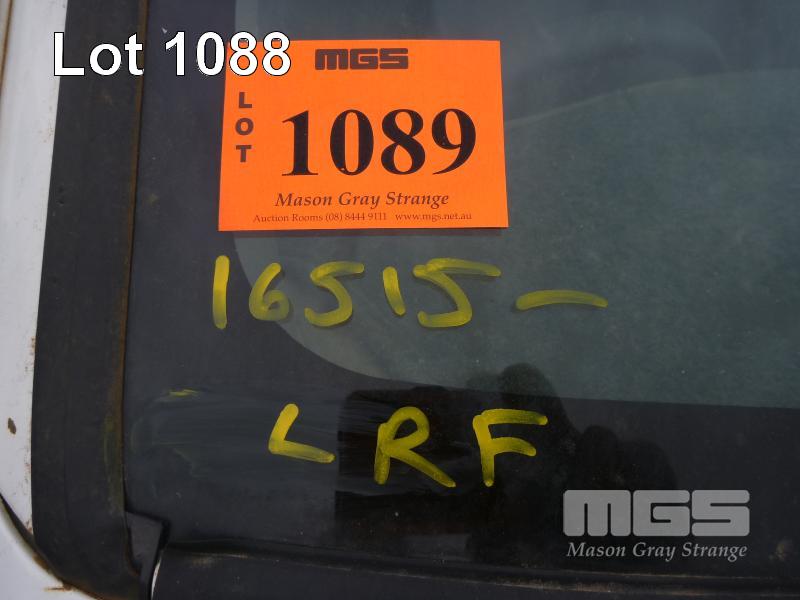 Lot 1088
MGS
LOT
1089
Mason Gray Strange
Auction Rooms (08) 8444 9111 www.mgs.net.au
16515-
LRF
MGS
Mason Gray Strange